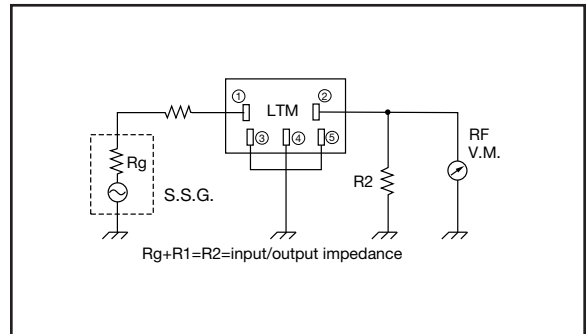 ① LTM ②
③ ④ ⑤
RF
V.M.
Rg
R2
S.S.G.
Rg+R1=R2=input/output impedance